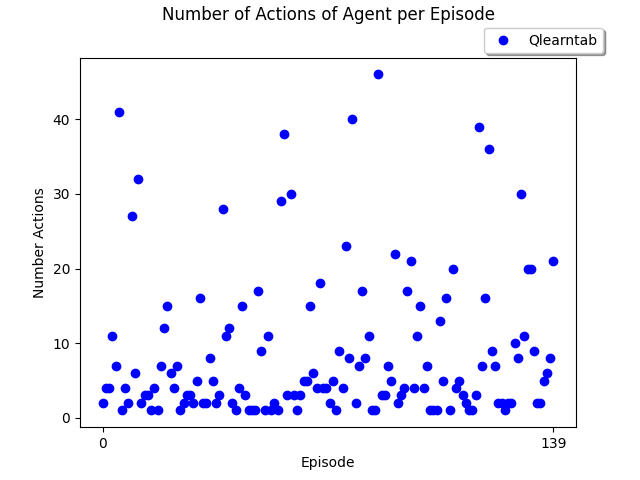 Number of Actions of Agent per Episode
Qlearntab
40
30
20
10
0
Number Actions
0 139
Episode